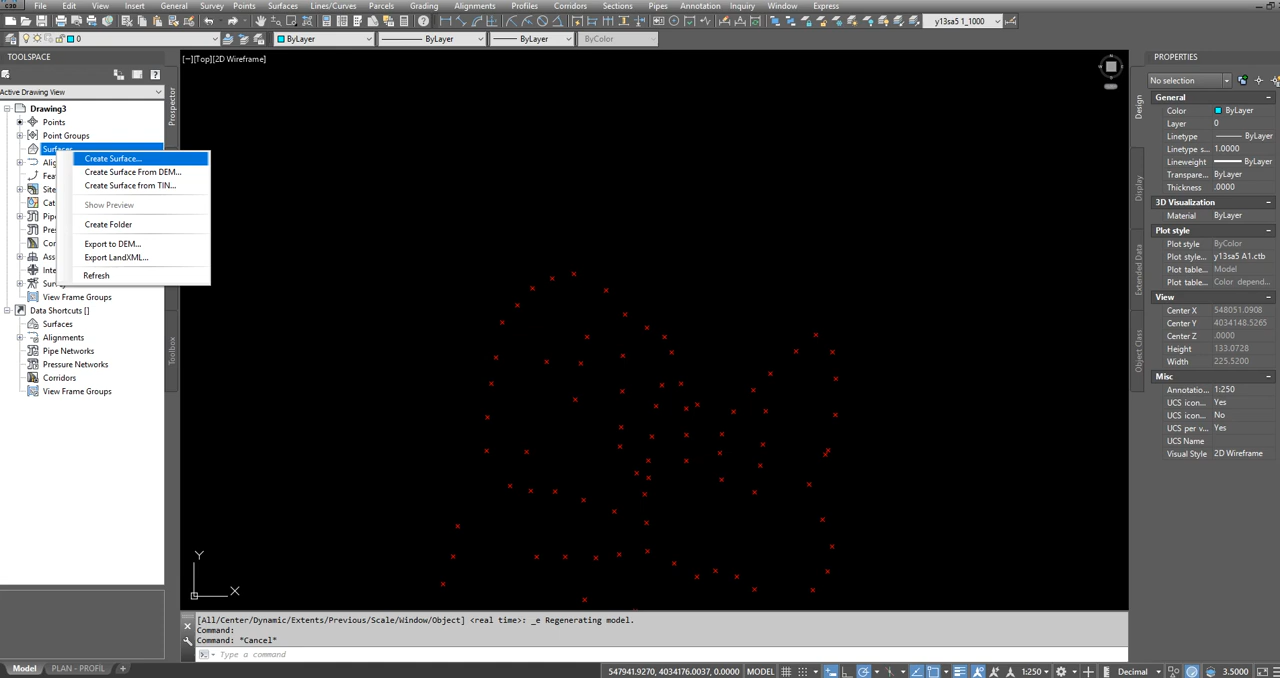 File Edit View Insert General Survey Points Surfaces Lines/Curves Parcels Grading Alignments Profiles Corridors Sections Pipes Annotation Inquiry Window Express
y13sa5 1_1000
0 ByLayer ByLayer ByLayer ByColor
TOOLSPACE
Active Drawing View
Drawing3
Points
Point Groups
Surfaces
Create Surface...
Create Surface From DEM...
Create Surface from TIN...
Show Preview
Create Folder
Export to DEM...
Export LandXML...
Refresh
View Frame Groups
Data Shortcuts []
Surfaces
Alignments
Pipe Networks
Pressure Networks
Corridors
View Frame Groups
Prospector
Toolbox
[−][Top][2D Wireframe]
Y
X
PROPERTIES
No selection
General
Color ByLayer
Layer 0
Linetype ByLayer
Linetype s... 1.0000
Lineweight ByLayer
Transpare... ByLayer
Thickness .0000
3D Visualization
Material ByLayer
Plot style
Plot style ByColor
Plot style... y13sa5 A1.ctb
Plot table... Model
Plot table... Color depend...
View
Center X 548051.0908
Center Y 4034148.5265
Center Z .0000
Height 133.0728
Width 225.5200
Misc
Annotatio... 1:250
UCS icon... Yes
UCS icon... No
UCS per v... Yes
UCS Name
Visual Style 2D Wireframe
Design
Display
Extended Data
Object Class
[All/Center/Dynamic/Extents/Previous/Scale/Window/Object] <real time>: _e Regenerating model.
Command:
Command: *Cancel*
Type a command
Model PLAN - PROFIL +
547941.9270, 4034176.0037, 0.0000 MODEL 1:250 Decimal 3.5000